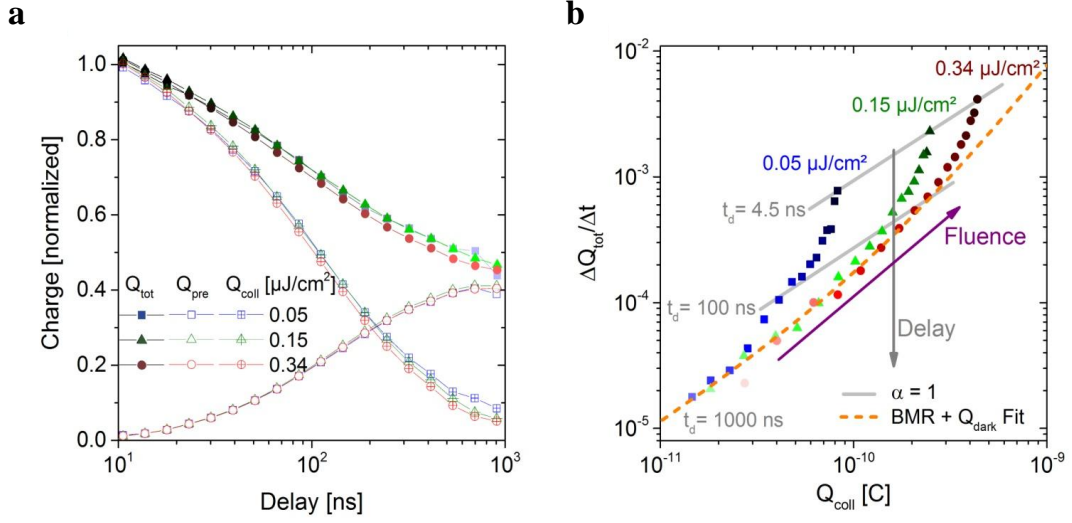 a
1.0
0.8
0.6
0.4
0.2
0.0
Charge [normalized]
Q_tot Q_pre Q_coll [μJ/cm²]
0.05
0.15
0.34
10¹ 10² 10³
Delay [ns]
b
10⁻²
10⁻³
10⁻⁴
10⁻⁵
ΔQ_tot/Δt
0.34 μJ/cm²
0.15 μJ/cm²
0.05 μJ/cm²
t_d= 4.5 ns
Fluence
t_d= 100 ns
Delay
α = 1
BMR + Q_dark Fit
t_d= 1000 ns
10⁻¹¹ 10⁻¹⁰ 10⁻⁹
Q_coll [C]